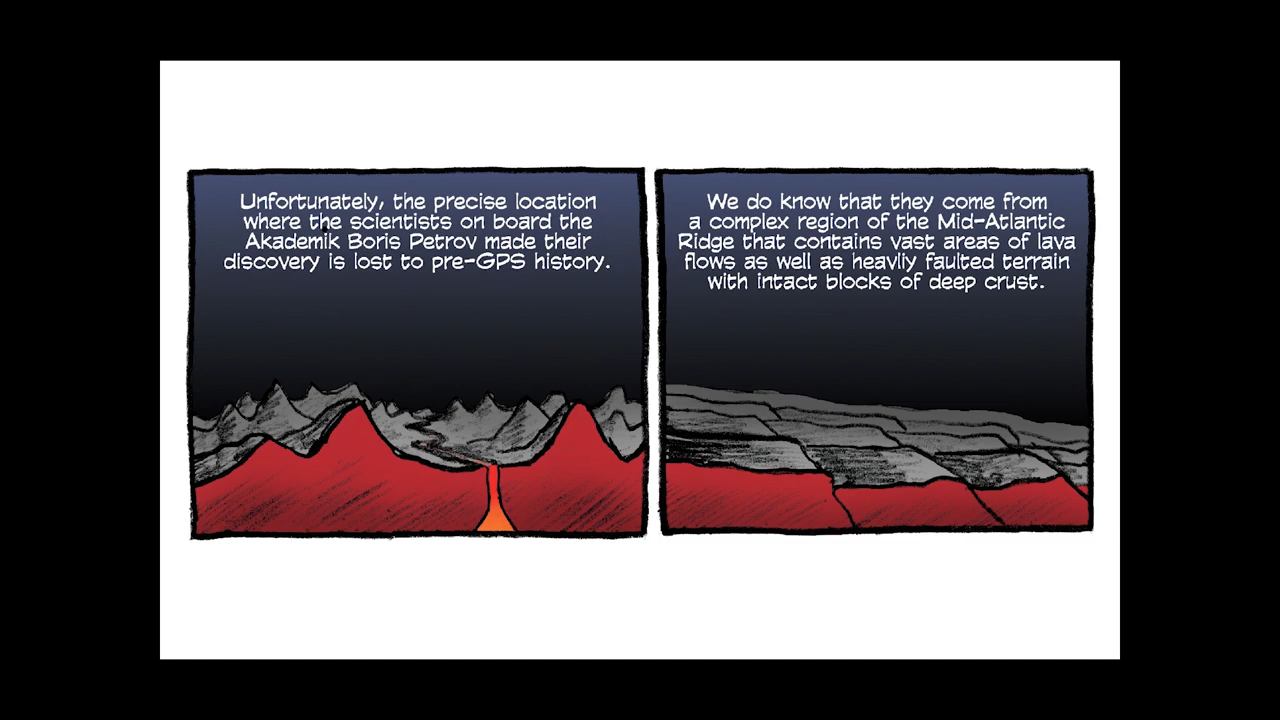 Unfortunately, the precise location
where the scientists on board the
Akademik Boris Petrov made their
discovery is lost to pre-GPS history.
We do know that they come from
a complex region of the Mid-Atlantic
Ridge that contains vast areas of lava
flows as well as heavliy faulted terrain
with intact blocks of deep crust.